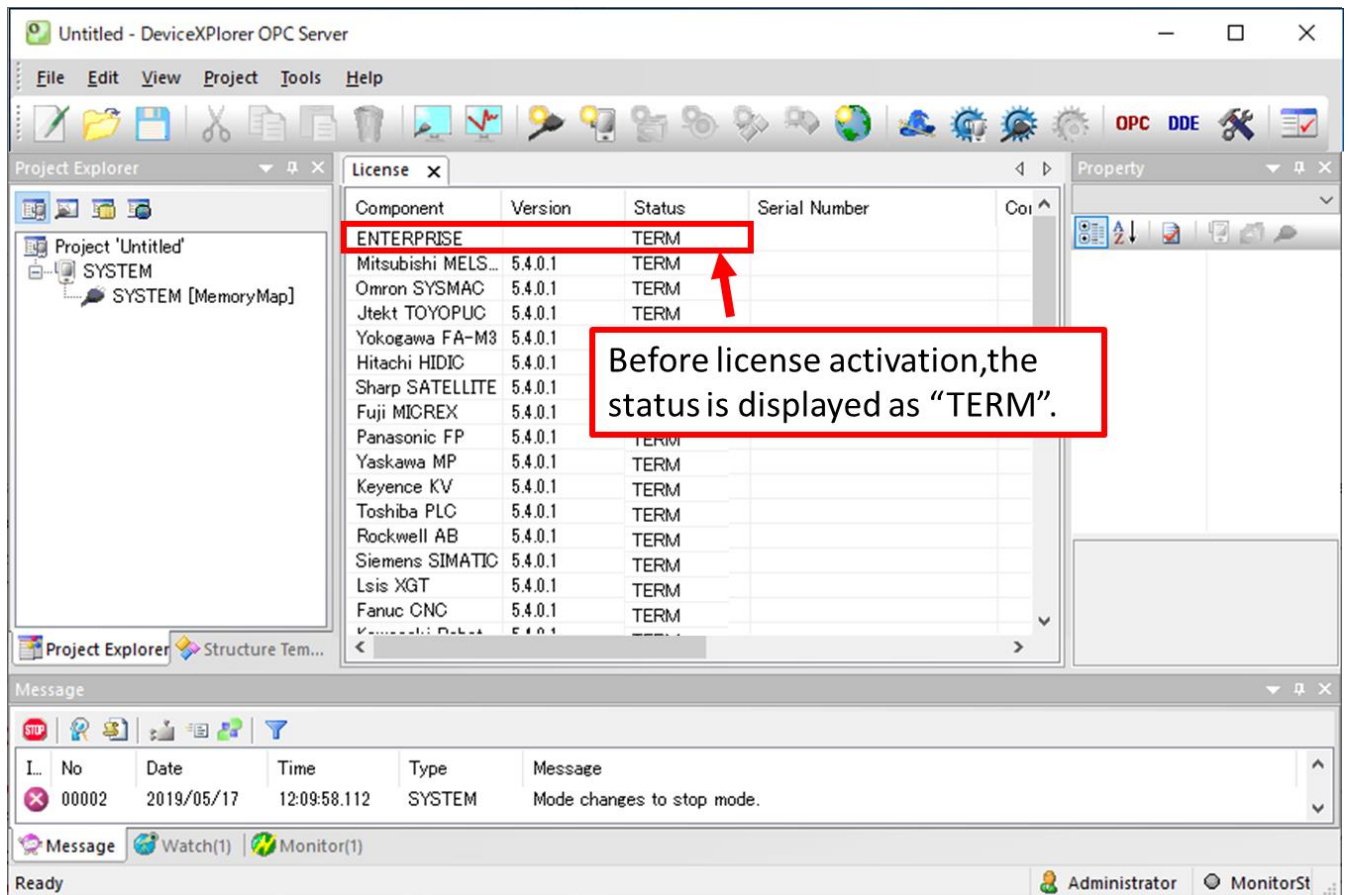 Untitled - DeviceXPlorer OPC Server
File Edit View Project Tools Help
OPC DDE
Project Explorer
License
Property
Component Version Status Serial Number
ENTERPRISE TERM
Mitsubishi MELS... 5.4.0.1 TERM
Omron SYSMAC 5.4.0.1 TERM
Jtekt TOYOPUC 5.4.0.1 TERM
Yokogawa FA-M3 5.4.0.1
Hitachi HIDIC 5.4.0.1
Sharp SATELLITE 5.4.0.1
Fuji MICREX 5.4.0.1
Panasonic FP 5.4.0.1 TERM
Yaskawa MP 5.4.0.1 TERM
Keyence KV 5.4.0.1 TERM
Toshiba PLC 5.4.0.1 TERM
Rockwell AB 5.4.0.1 TERM
Siemens SIMATIC 5.4.0.1 TERM
Lsis XGT 5.4.0.1 TERM
Fanuc CNC 5.4.0.1 TERM
Project 'Untitled'
SYSTEM
SYSTEM [MemoryMap]
Before license activation,the
status is displayed as “TERM”.
Project Explorer Structure Tem...
Message
I... No Date Time Type Message
00002 2019/05/17 12:09:58.112 SYSTEM Mode changes to stop mode.
Message Watch(1) Monitor(1)
Ready Administrator MonitorSt